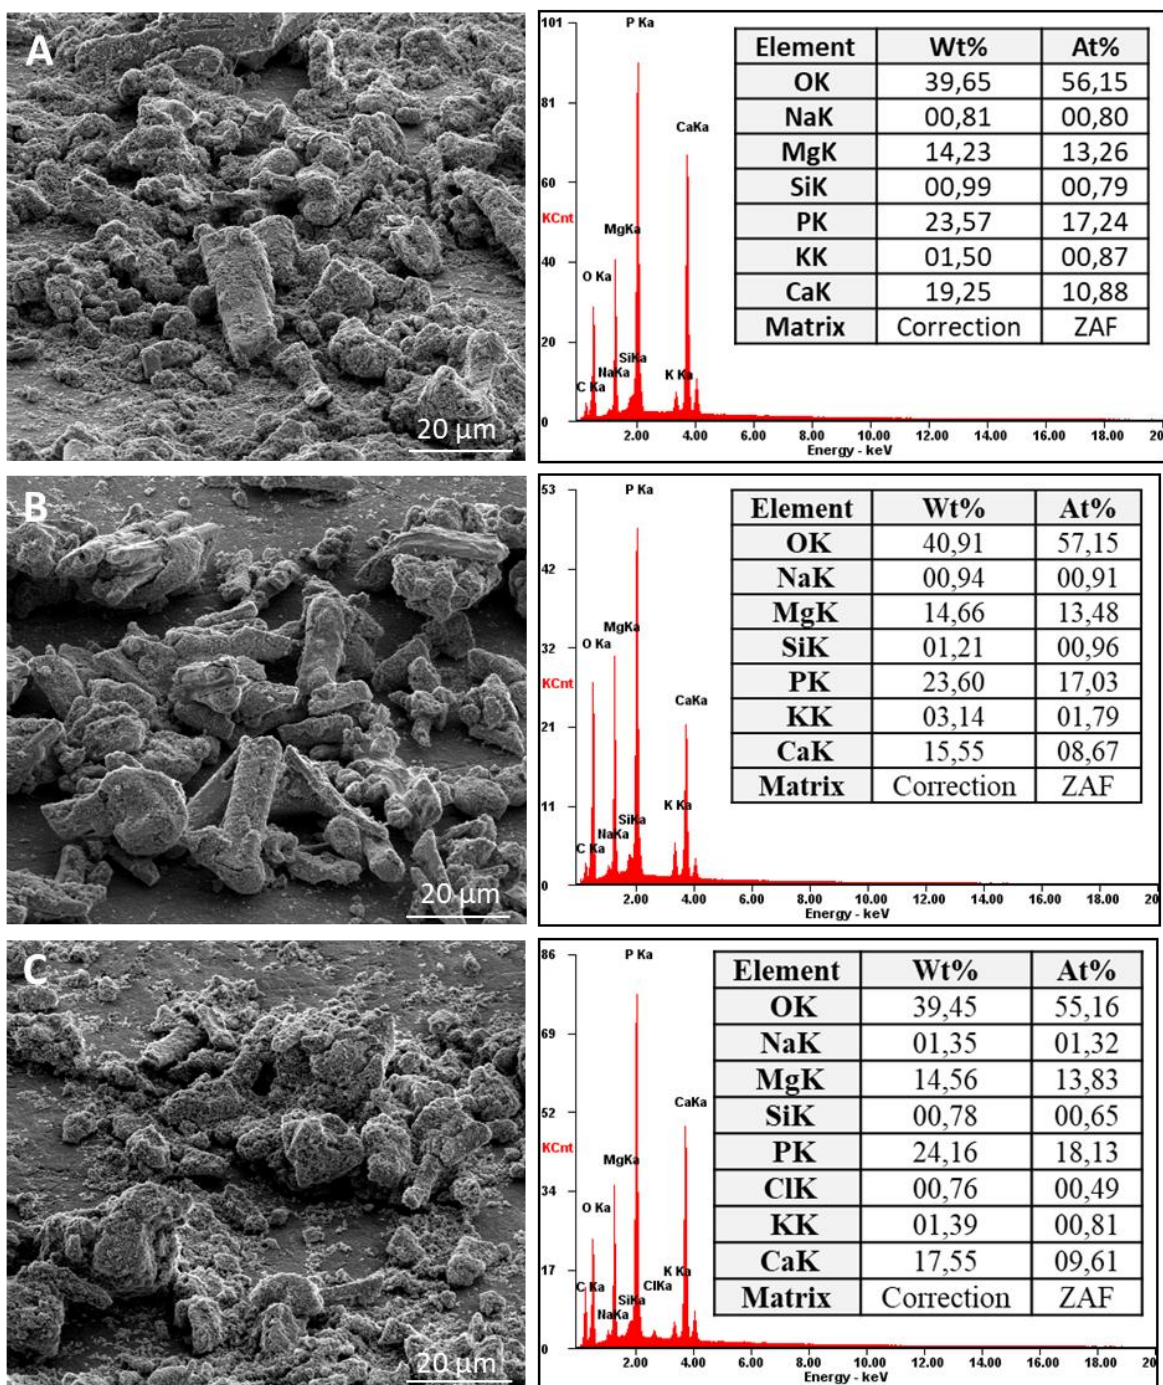 A
20 µm
101
81
60
KCnt
40
20
0
P Ka
CaKa
MgKa
O Ka
SiKa
NaKa
C Ka
K Ka
2.00 4.00 6.00 8.00 10.00 12.00 14.00 16.00 18.00 20
Energy - keV
Element Wt% At%
OK 39,65 56,15
NaK 00,81 00,80
MgK 14,23 13,26
SiK 00,99 00,79
PK 23,57 17,24
KK 01,50 00,87
CaK 19,25 10,88
Matrix Correction ZAF
B
20 µm
53
42
32
KCnt
21
11
0
P Ka
MgKa
O Ka
CaKa
K Ka
SiKa
NaKa
C Ka
2.00 4.00 6.00 8.00 10.00 12.00 14.00 16.00 18.00 20
Energy - keV
Element Wt% At%
OK 40,91 57,15
NaK 00,94 00,91
MgK 14,66 13,48
SiK 01,21 00,96
PK 23,60 17,03
KK 03,14 01,79
CaK 15,55 08,67
Matrix Correction ZAF
C
20 µm
86
69
52
KCnt
34
17
0
P Ka
CaKa
MgKa
O Ka
C Ka
ClKa
K Ka
SiKa
NaKa
2.00 4.00 6.00 8.00 10.00 12.00 14.00 16.00 18.00 20
Energy - keV
Element Wt% At%
OK 39,45 55,16
NaK 01,35 01,32
MgK 14,56 13,83
SiK 00,78 00,65
PK 24,16 18,13
ClK 00,76 00,49
KK 01,39 00,81
CaK 17,55 09,61
Matrix Correction ZAF